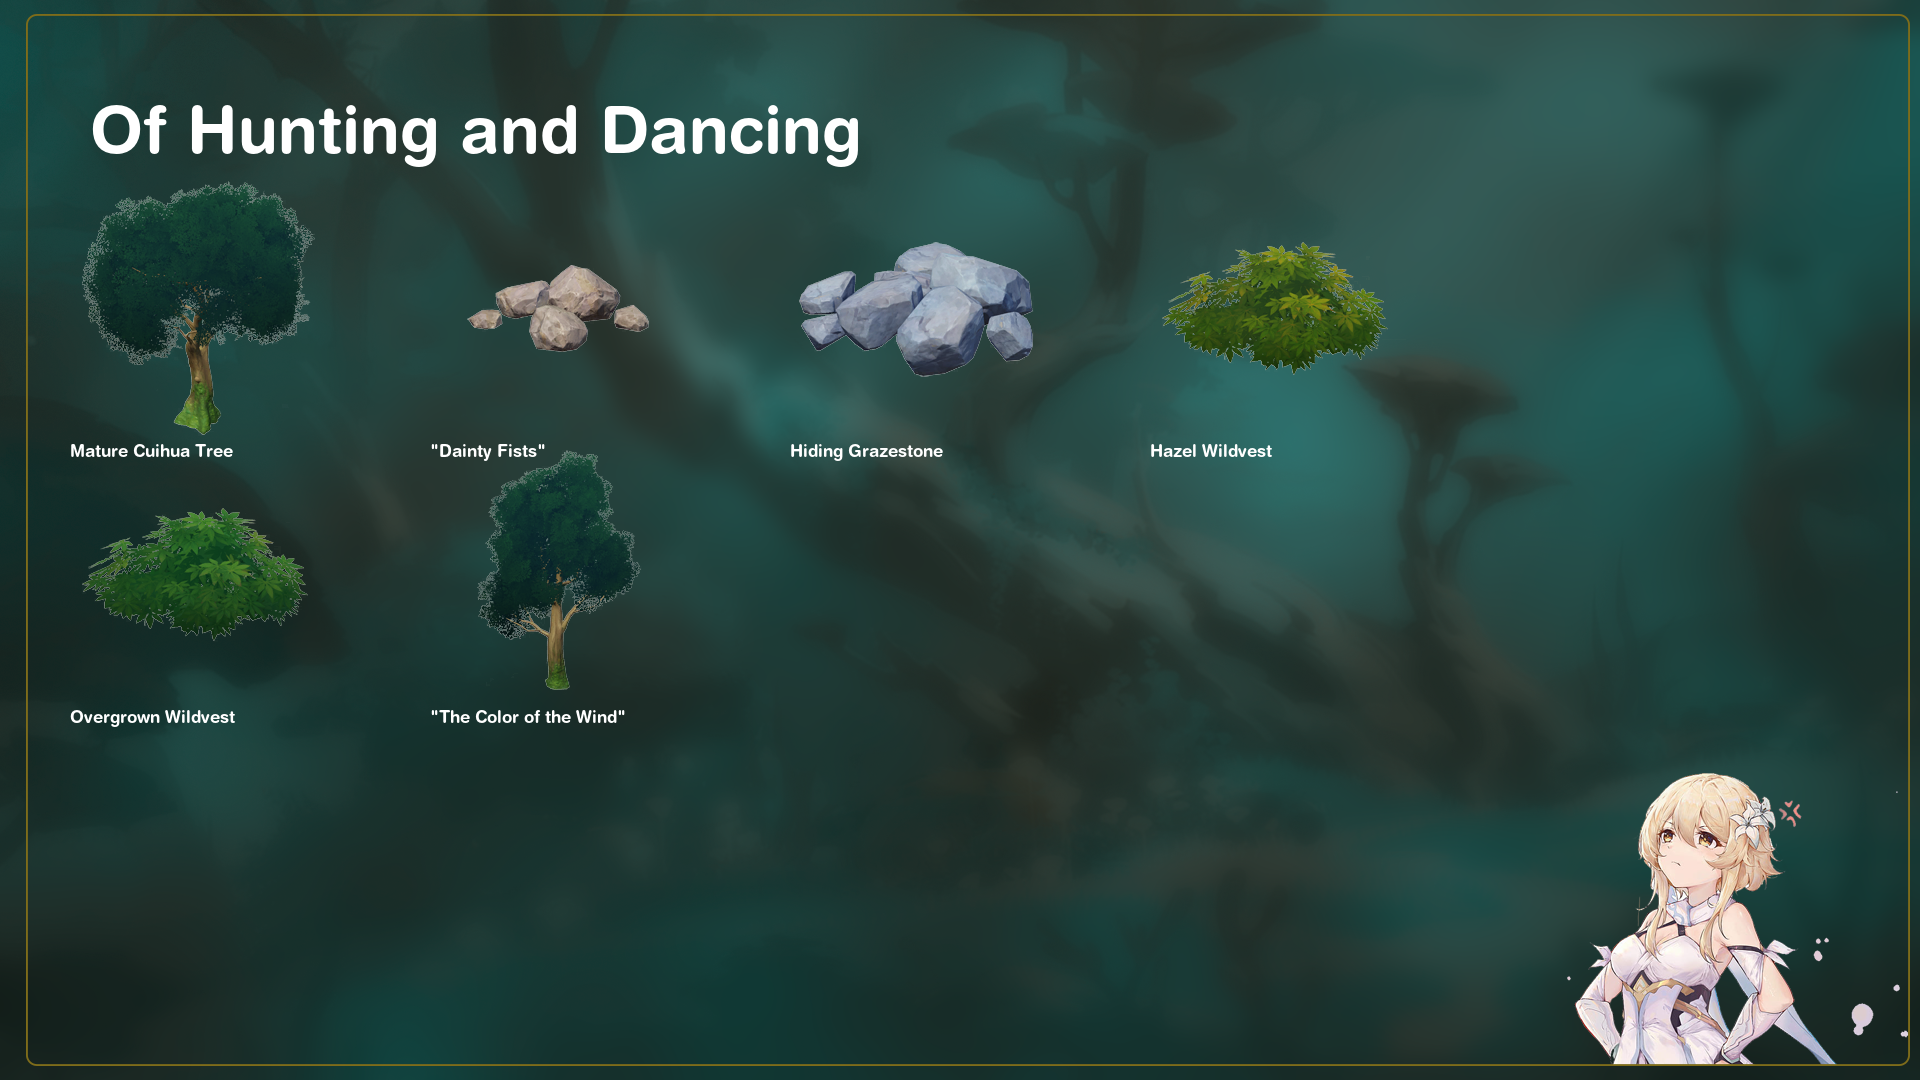 Of Hunting and Dancing
Mature Cuihua Tree
"Dainty Fists"
Hiding Grazestone
Hazel Wildvest
Overgrown Wildvest
"The Color of the Wind"